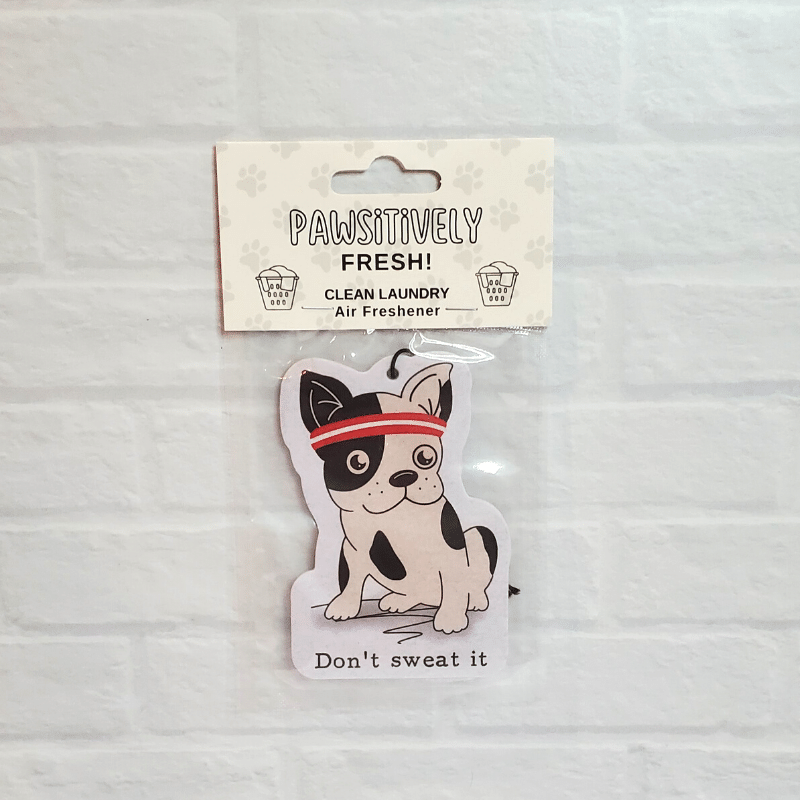 PAWSiTiVELY
FRESH!
CLEAN LAUNDRY
Air Freshener
Don't sweat it